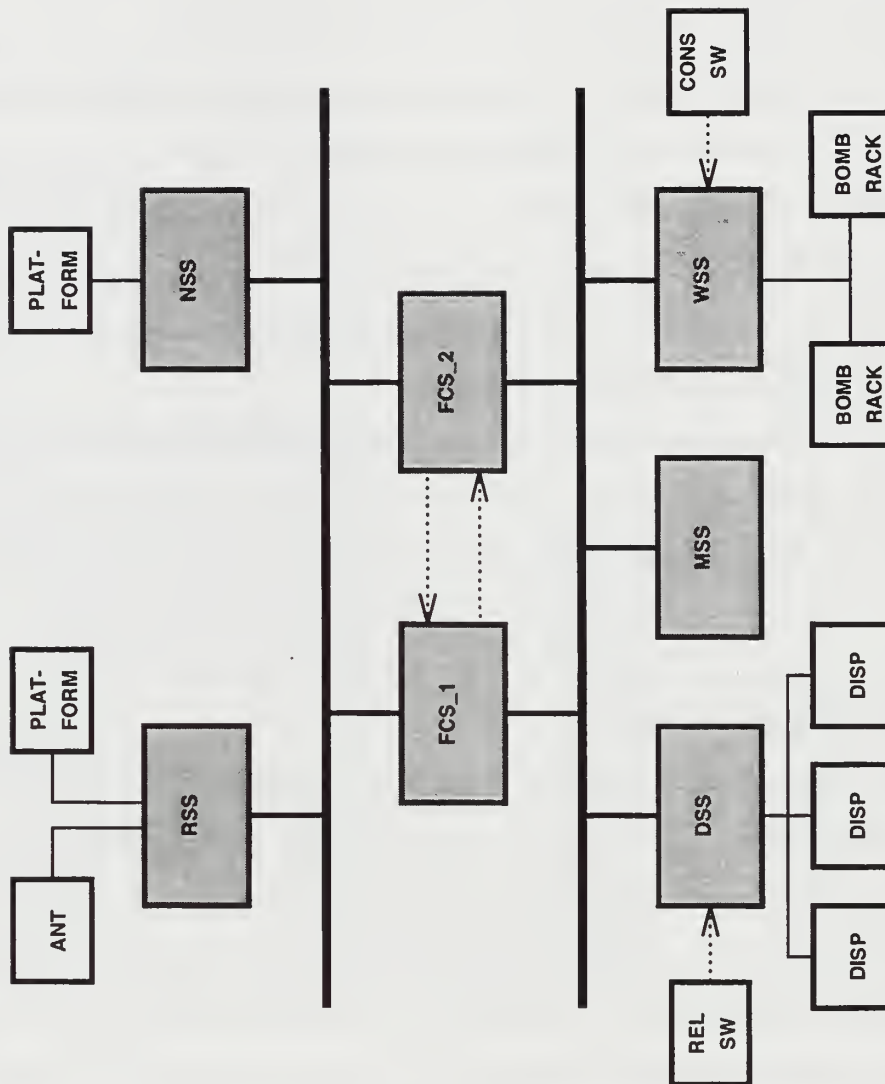 ANT
PLAT-
FORM
PLAT-
FORM
RSS
NSS
FCS_1
FCS_2
REL
SW
DSS
MSS
WSS
CONS
SW
DISP
DISP
DISP
BOMB
RACK
BOMB
RACK